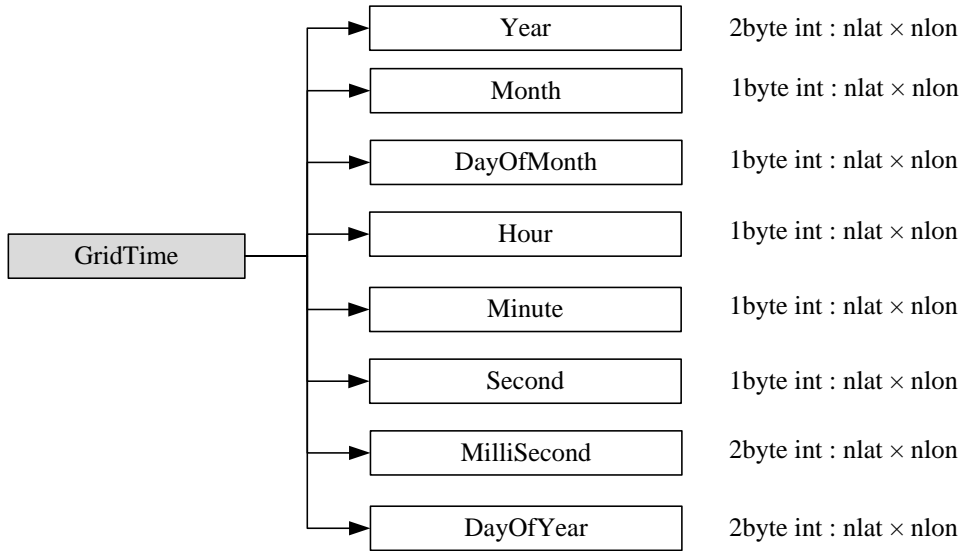 Year 2byte int : nlat × nlon
Month 1byte int : nlat × nlon
DayOfMonth 1byte int : nlat × nlon
Hour 1byte int : nlat × nlon
GridTime
Minute 1byte int : nlat × nlon
Second 1byte int : nlat × nlon
MilliSecond 2byte int : nlat × nlon
DayOfYear 2byte int : nlat × nlon